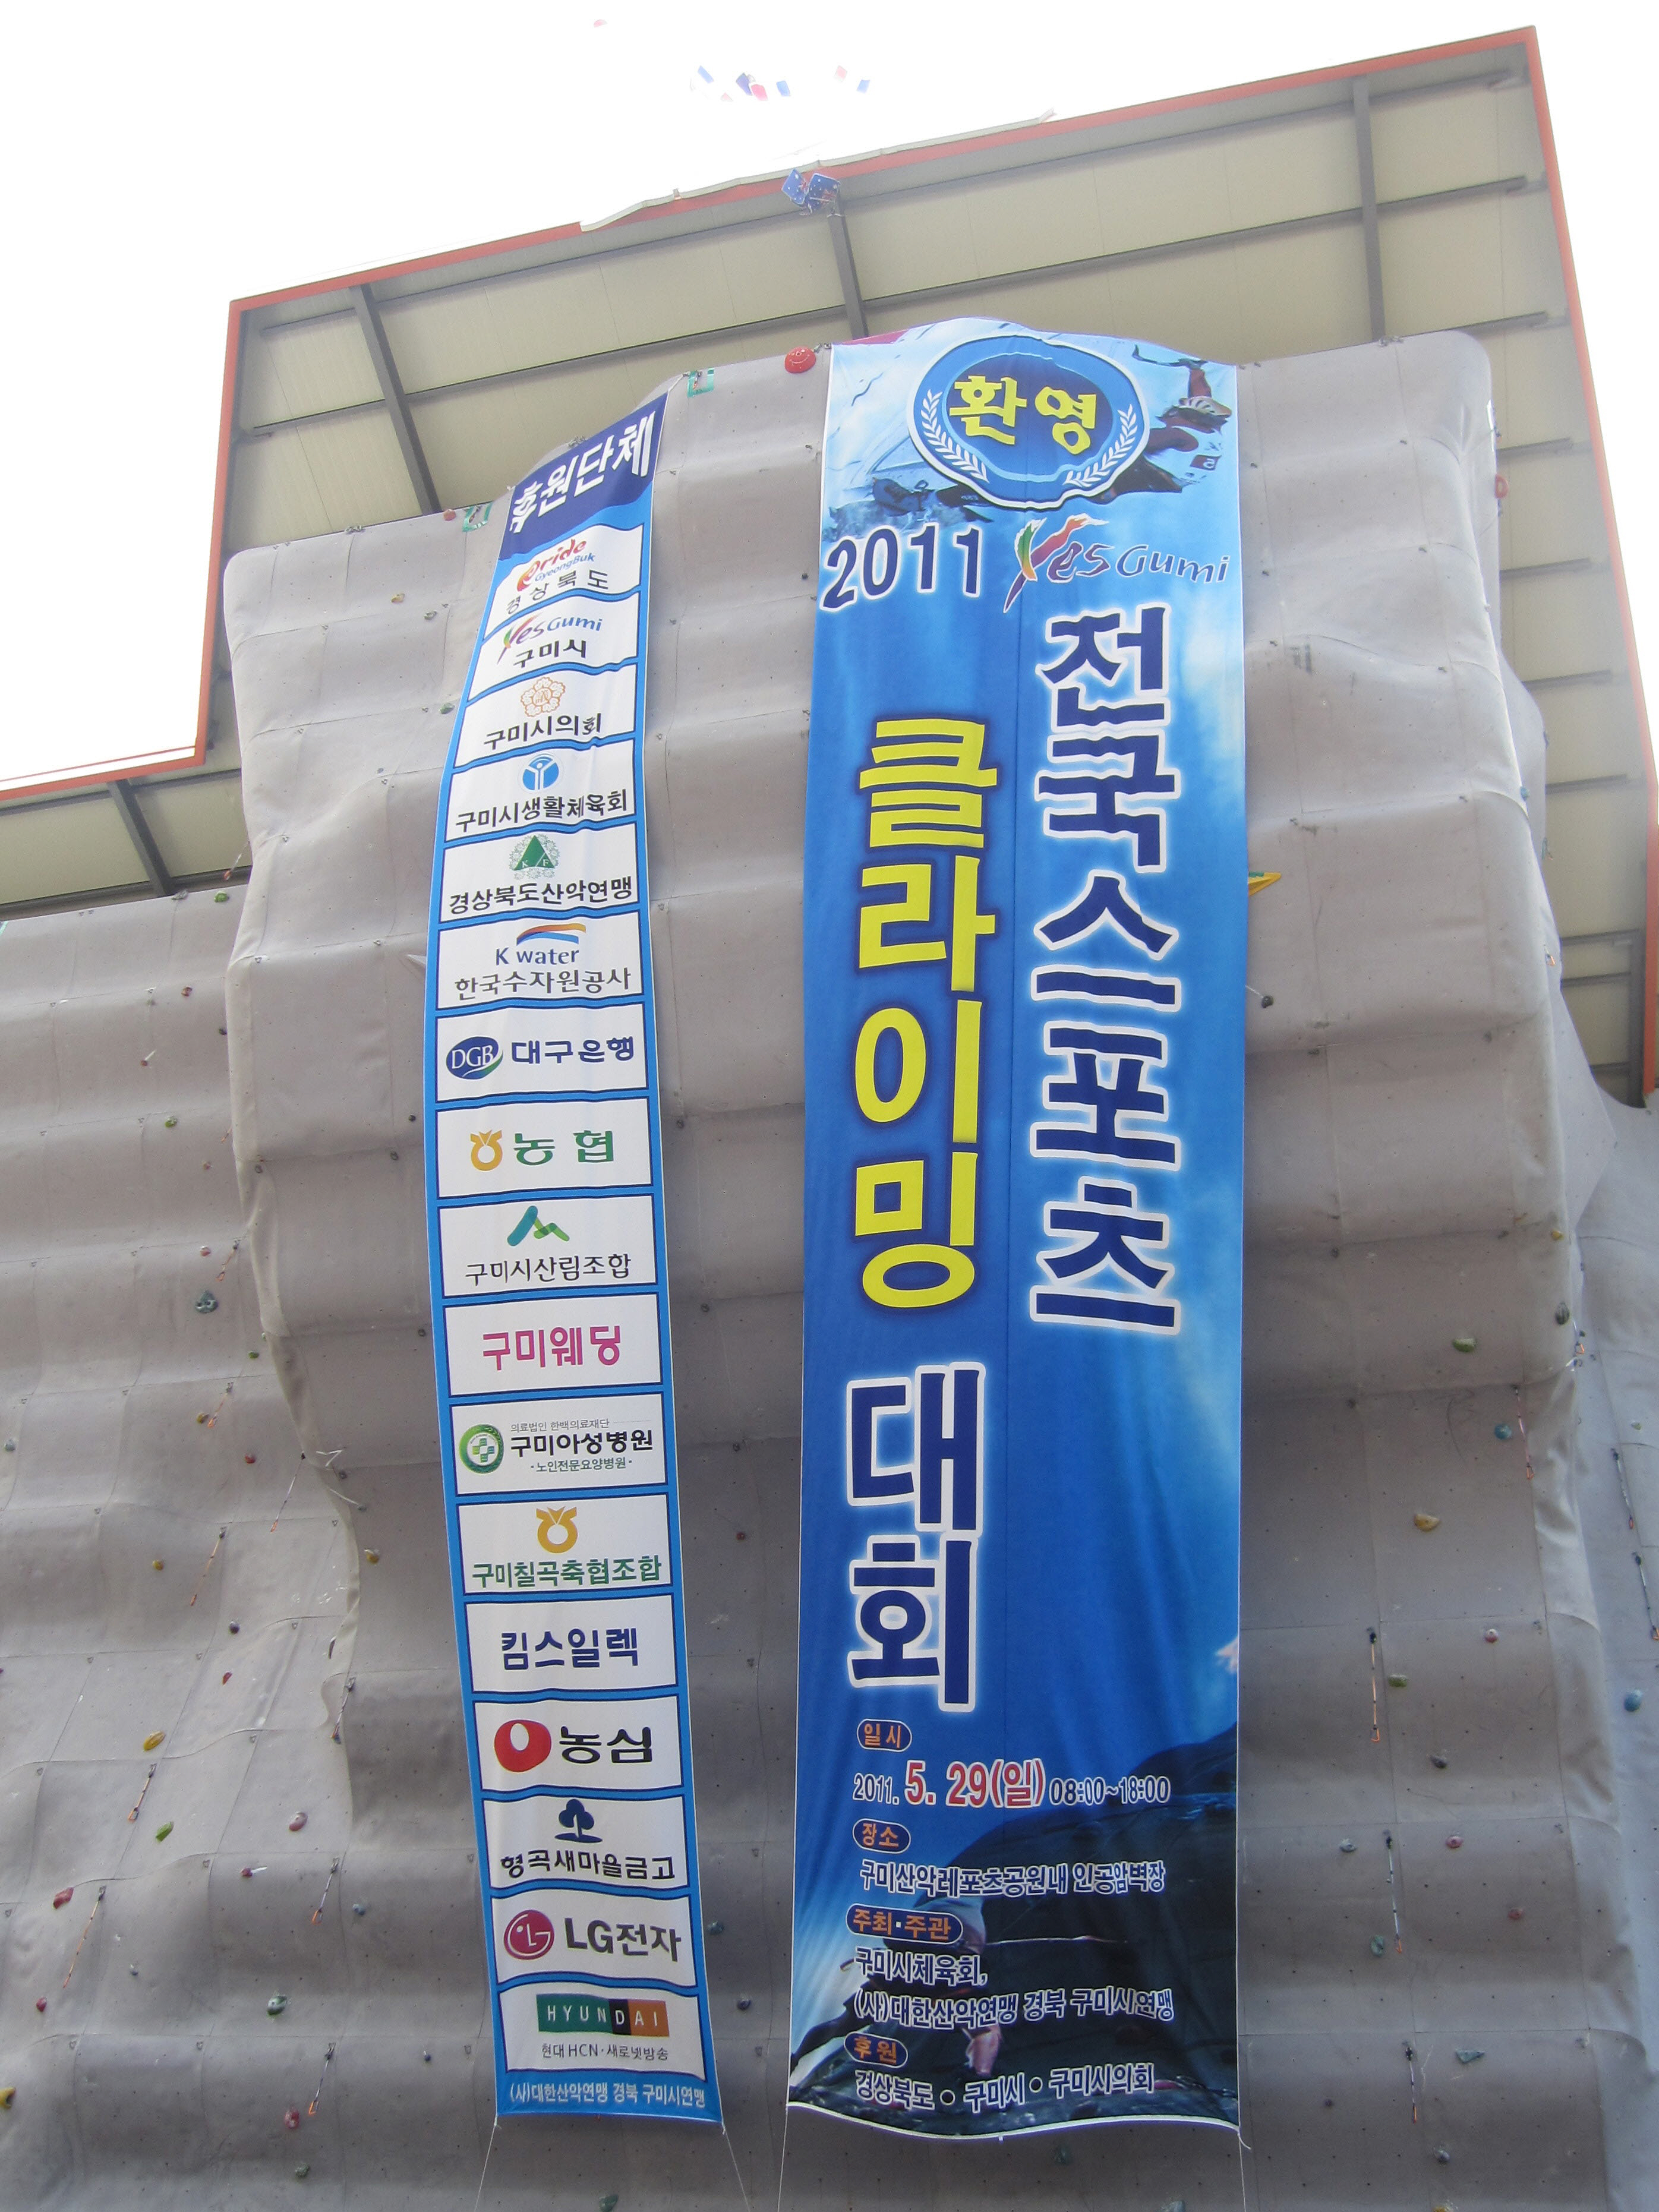 후원단체
Pride
GyeongBuk
경상북도
Yes Gumi
구미시
구미시의회
구미시생활체육회
K F
경상북도산악연맹
K water
한국수자원공사
DGB 대구은행
농협
구미시산림조합
구미웨딩
의료법인 한백의료재단
구미아성병원
·노인전문요양병원·
구미칠곡축협조합
킴스일렉
농심
형곡새마을금고
LG전자
HYUNDAI
현대 HCN·새로넷방송
(사)대한산악연맹 경북 구미시연맹
환영
2011 Yes Gumi
전국스포츠
클라이밍 대회
일시
2011. 5. 29(일) 08:00~18:00
장소
구미산악레포츠공원내 인공암벽장
주최·주관
구미시체육회,
(사)대한산악연맹 경북 구미시연맹
후원
경상북도 · 구미시 · 구미시의회